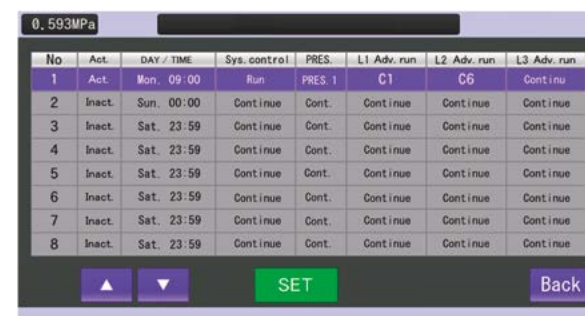 0.593MPa
No Act. DAY / TIME Sys.control PRES. L1 Adv. run L2 Adv. run L3 Adv. run
1 Act. Mon. 09:00 Run PRES. 1 C1 C6 Continu
2 Inact. Sun. 00:00 Continue Cont. Continue Continue Continue
3 Inact. Sat. 23:59 Continue Cont. Continue Continue Continue
4 Inact. Sat. 23:59 Continue Cont. Continue Continue Continue
5 Inact. Sat. 23:59 Continue Cont. Continue Continue Continue
6 Inact. Sat. 23:59 Continue Cont. Continue Continue Continue
7 Inact. Sat. 23:59 Continue Cont. Continue Continue Continue
8 Inact. Sat. 23:59 Continue Cont. Continue Continue Continue
▲ ▼ SET Back